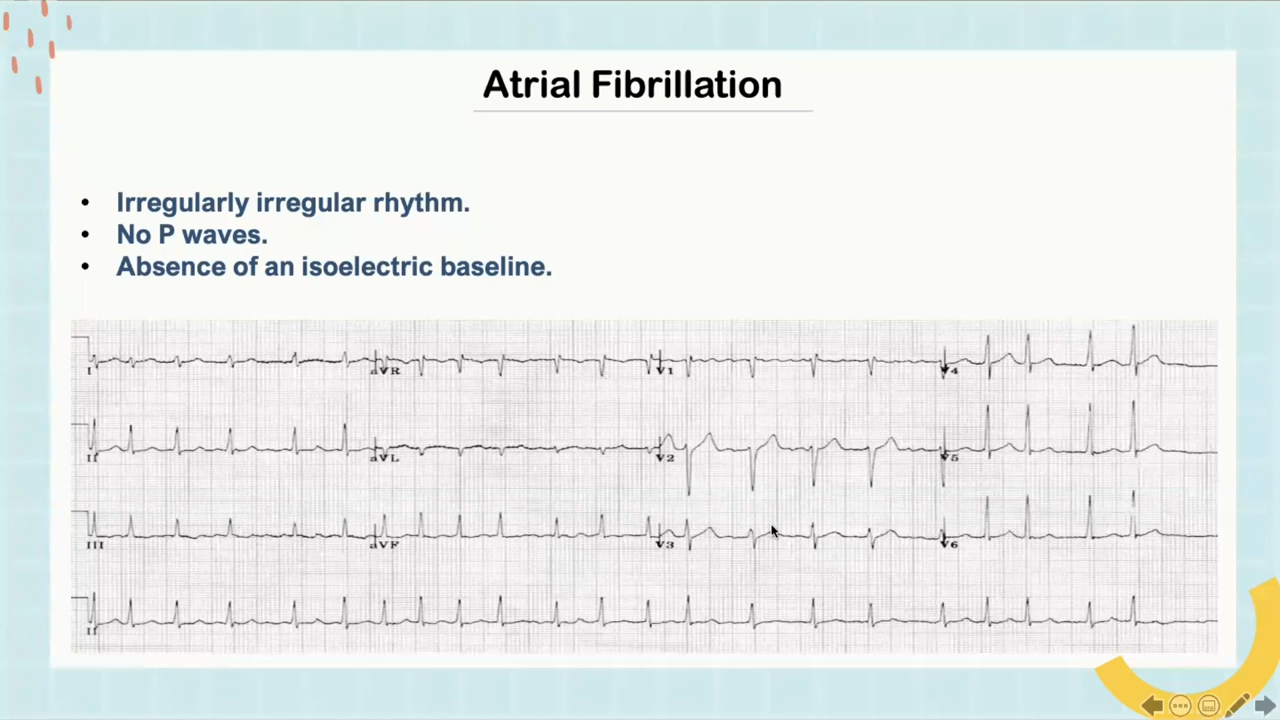 Atrial Fibrillation
• Irregularly irregular rhythm.
• No P waves.
• Absence of an isoelectric baseline.
I aVR V1 V4
II aVL V2 V5
III aVF V3 V6
II